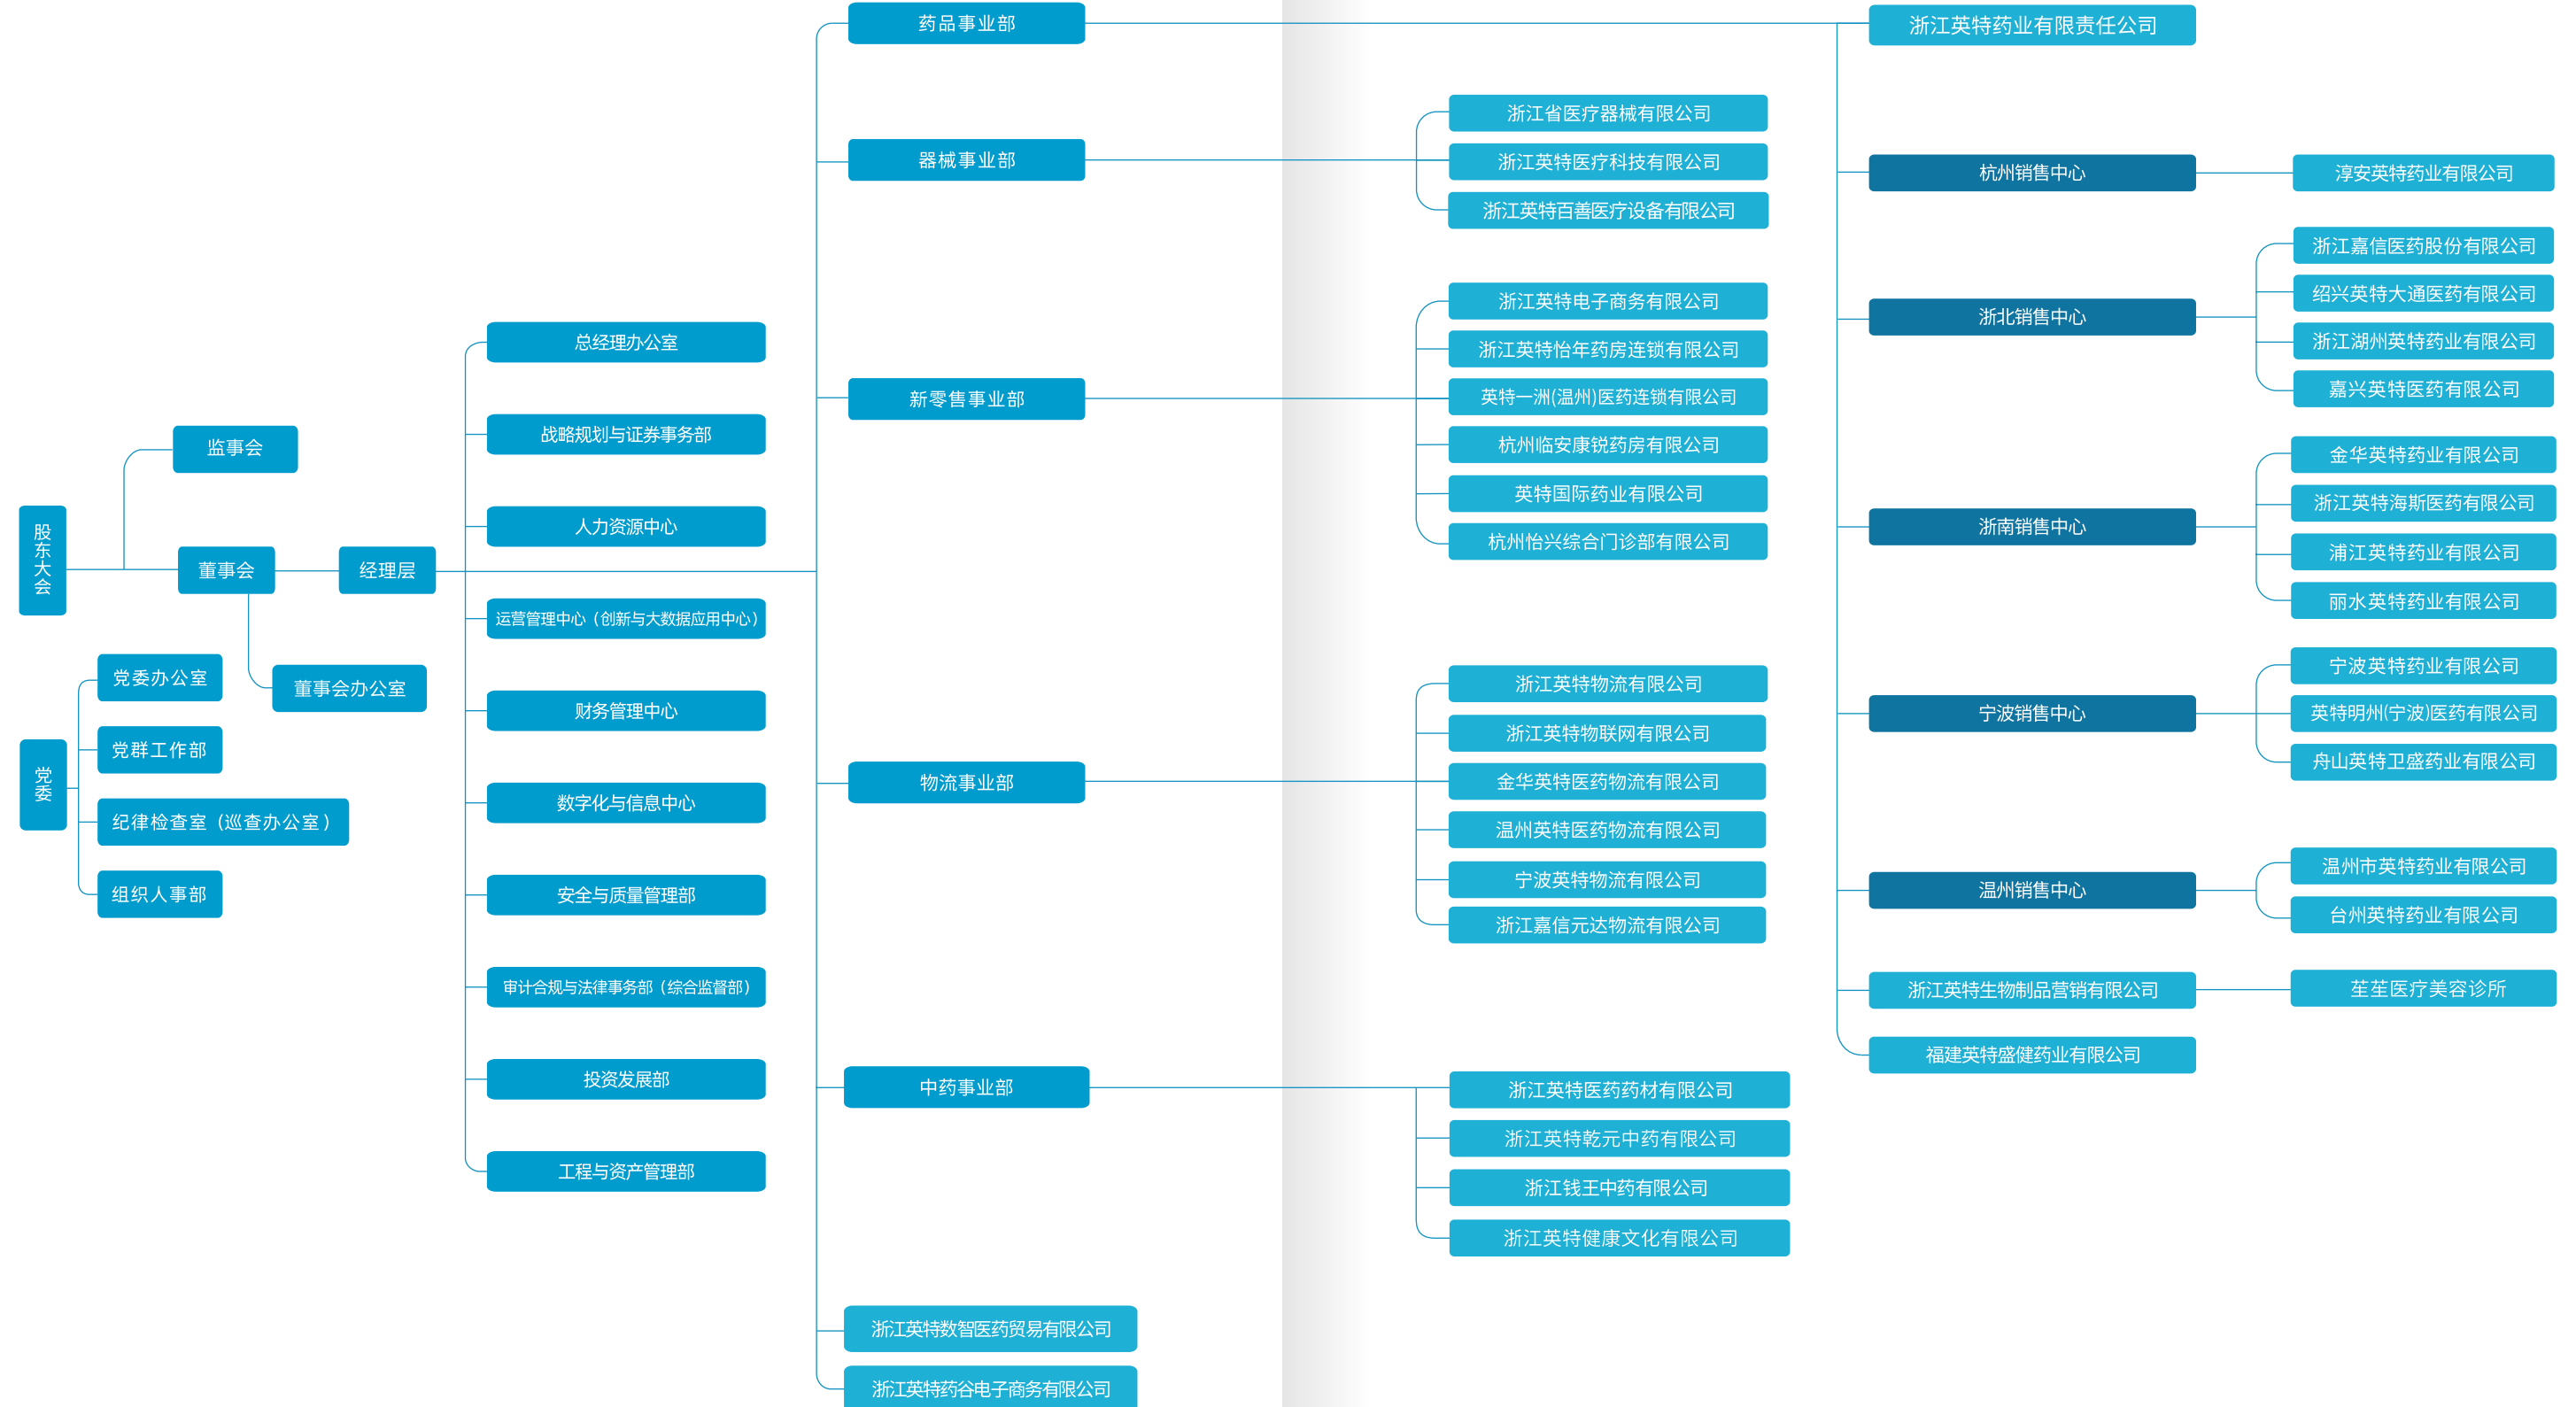 股东大会
监事会
董事会
经理层
董事会办公室
党委
党委办公室
党群工作部
纪律检查室（巡查办公室）
组织人事部
总经理办公室
战略规划与证券事务部
人力资源中心
运营管理中心（创新与大数据应用中心）
财务管理中心
数字化与信息中心
安全与质量管理部
审计合规与法律事务部（综合监督部）
投资发展部
工程与资产管理部
药品事业部
器械事业部
新零售事业部
物流事业部
中药事业部
浙江英特数智医药贸易有限公司
浙江英特药谷电子商务有限公司
浙江省医疗器械有限公司
浙江英特医疗科技有限公司
浙江英特百善医疗设备有限公司
浙江英特电子商务有限公司
浙江英特怡年药房连锁有限公司
英特一洲(温州)医药连锁有限公司
杭州临安康锐药房有限公司
英特国际药业有限公司
杭州怡兴综合门诊部有限公司
浙江英特物流有限公司
浙江英特物联网有限公司
金华英特医药物流有限公司
温州英特医药物流有限公司
宁波英特物流有限公司
浙江嘉信元达物流有限公司
浙江英特医药药材有限公司
浙江英特乾元中药有限公司
浙江钱王中药有限公司
浙江英特健康文化有限公司
浙江英特药业有限责任公司
杭州销售中心
浙北销售中心
浙南销售中心
宁波销售中心
温州销售中心
浙江英特生物制品营销有限公司
福建英特盛健药业有限公司
淳安英特药业有限公司
浙江嘉信医药股份有限公司
绍兴英特大通医药有限公司
浙江湖州英特药业有限公司
嘉兴英特医药有限公司
金华英特药业有限公司
浙江英特海斯医药有限公司
浦江英特药业有限公司
丽水英特药业有限公司
宁波英特药业有限公司
英特明州(宁波)医药有限公司
舟山英特卫盛药业有限公司
温州市英特药业有限公司
台州英特药业有限公司
苼苼医疗美容诊所